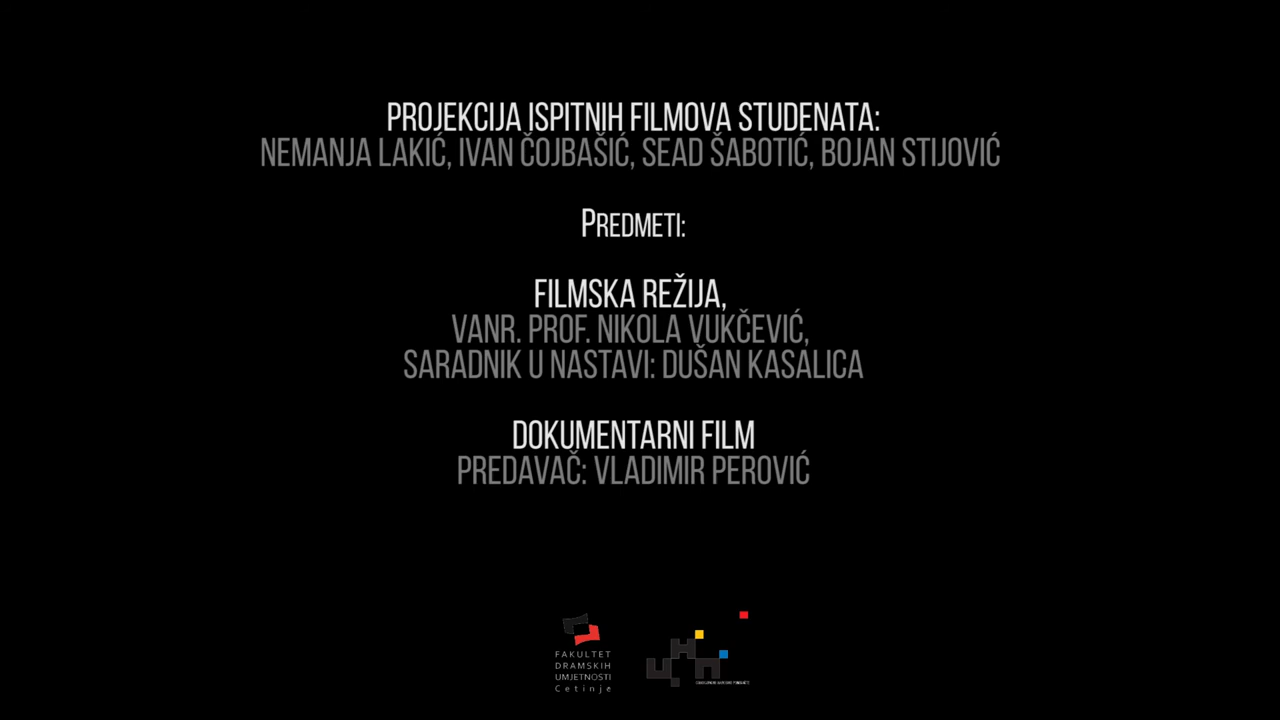 PROJEKCIJA ISPITNIH FILMOVA STUDENATA:
NEMANJA LAKIĆ, IVAN ČOJBAŠIĆ, SEAD ŠABOTIĆ, BOJAN STIJOVIĆ
PREDMETI:
FILMSKA REŽIJA,
VANR. PROF. NIKOLA VUKČEVIĆ,
SARADNIK U NASTAVI: DUŠAN KASALICA
DOKUMENTARNI FILM
PREDAVAČ: VLADIMIR PEROVIĆ
FAKULTET
DRAMSKIH
UMJETNOSTI
Cetinje